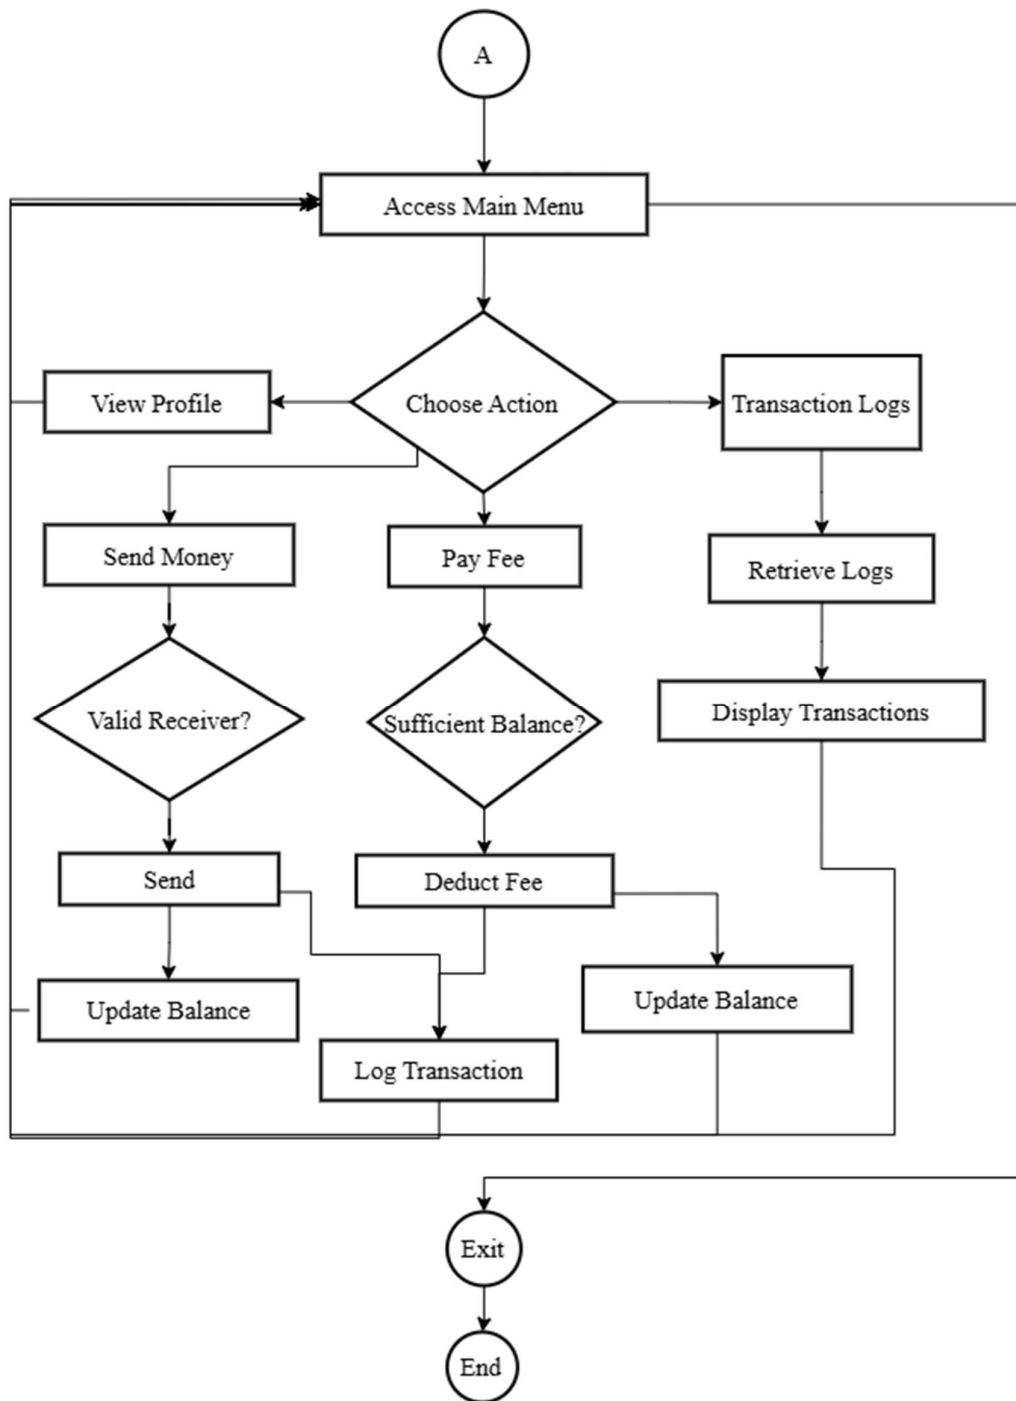 A
Access Main Menu
View Profile
Choose Action
Transaction Logs
Send Money
Pay Fee
Retrieve Logs
Valid Receiver?
Sufficient Balance?
Display Transactions
Send
Deduct Fee
Update Balance
Update Balance
Log Transaction
Exit
End